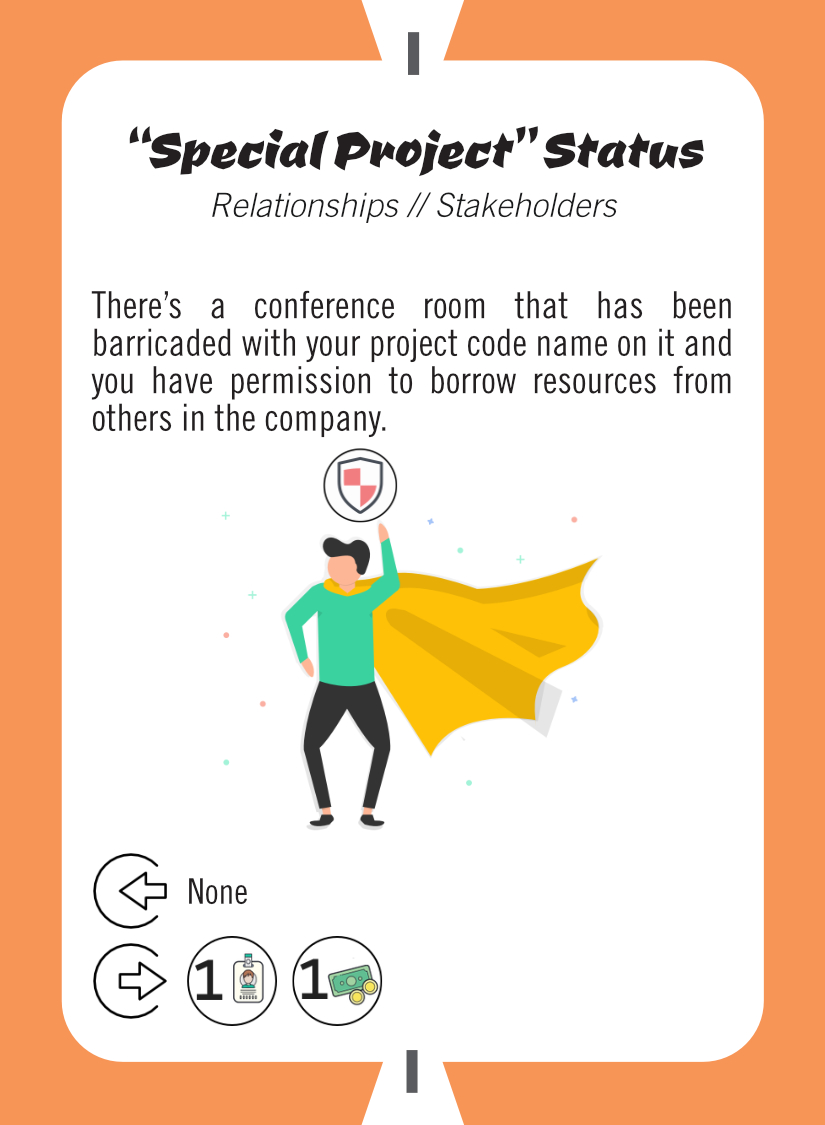 I
“Special Project” Status
Relationships // Stakeholders
There’s a conference room that has been
barricaded with your project code name on it and
you have permission to borrow resources from
others in the company.
None
1 1
I